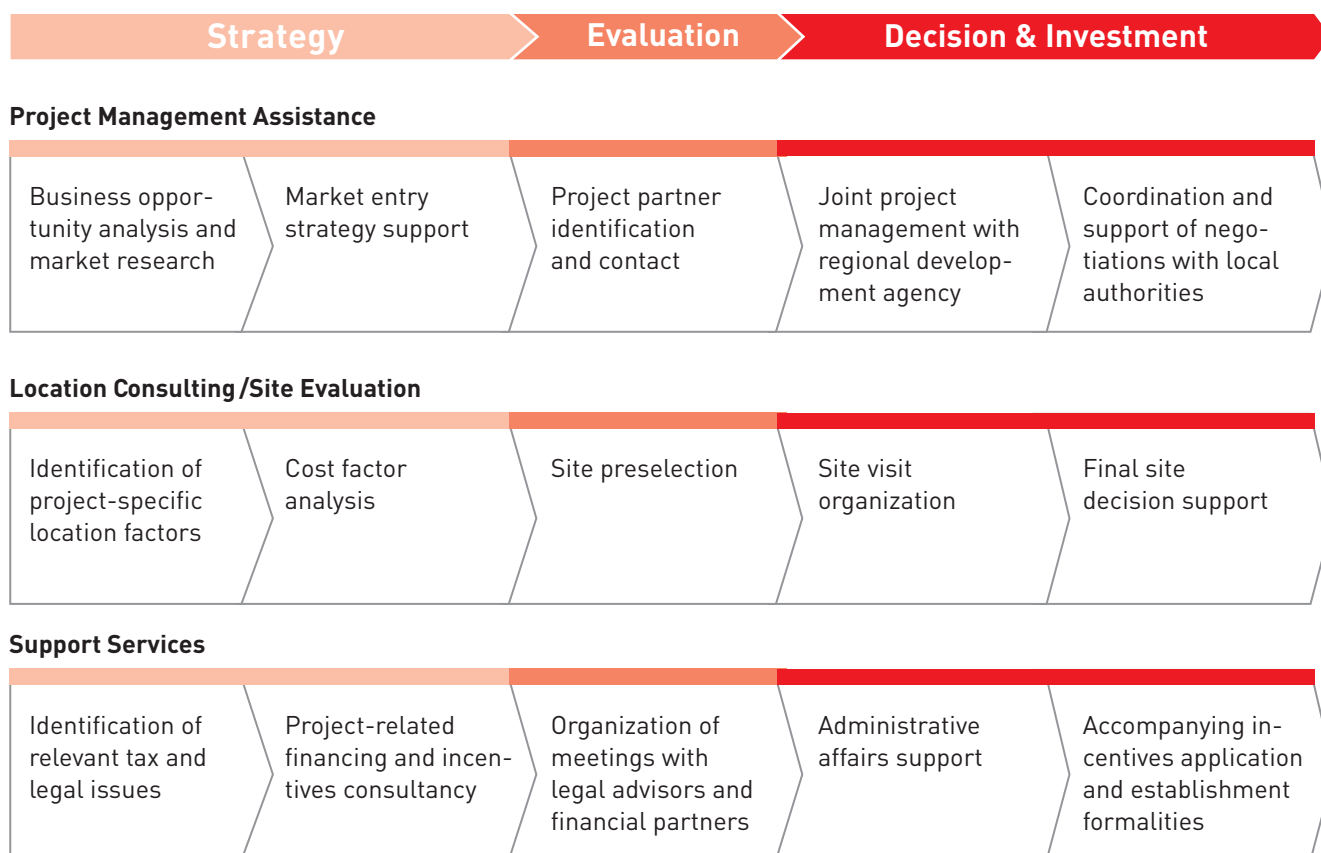 Strategy
Evaluation
Decision & Investment
Project Management Assistance
Business oppor-
tunity analysis and
market research
Market entry
strategy support
Project partner
identification
and contact
Joint project
management with
regional develop-
ment agency
Coordination and
support of nego-
tiations with local
authorities
Location Consulting /Site Evaluation
Identification of
project-specific
location factors
Cost factor
analysis
Site preselection
Site visit
organization
Final site
decision support
Support Services
Identification of
relevant tax and
legal issues
Project-related
financing and incen-
tives consultancy
Organization of
meetings with
legal advisors and
financial partners
Administrative
affairs support
Accompanying in-
centives application
and establishment
formalities